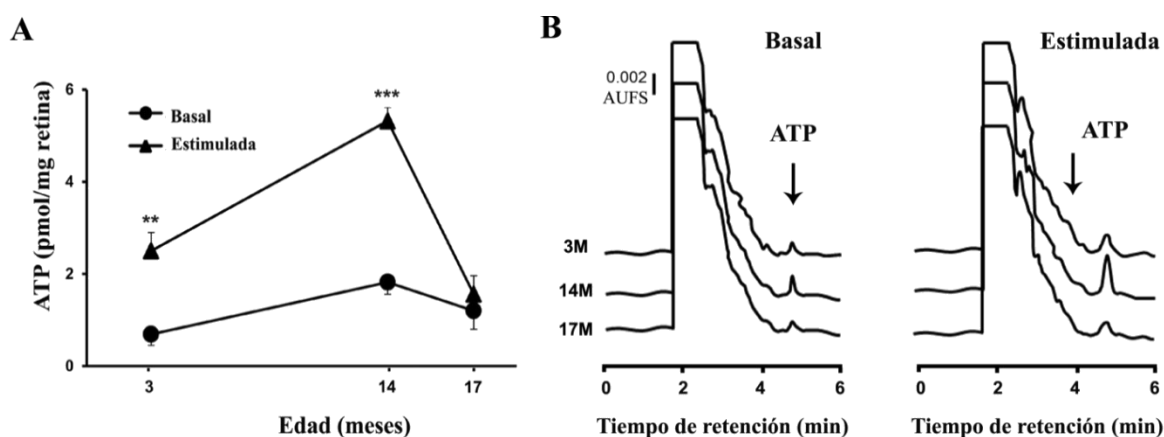 A
ATP (pmol/mg retina)
6
4
2
0
Basal
Estimulada
**
***
3
14
17
Edad (meses)
B
Basal
0.002
AUFS
ATP
3M
14M
17M
0
2
4
6
Tiempo de retención (min)
Estimulada
ATP
0
2
4
6
Tiempo de retención (min)